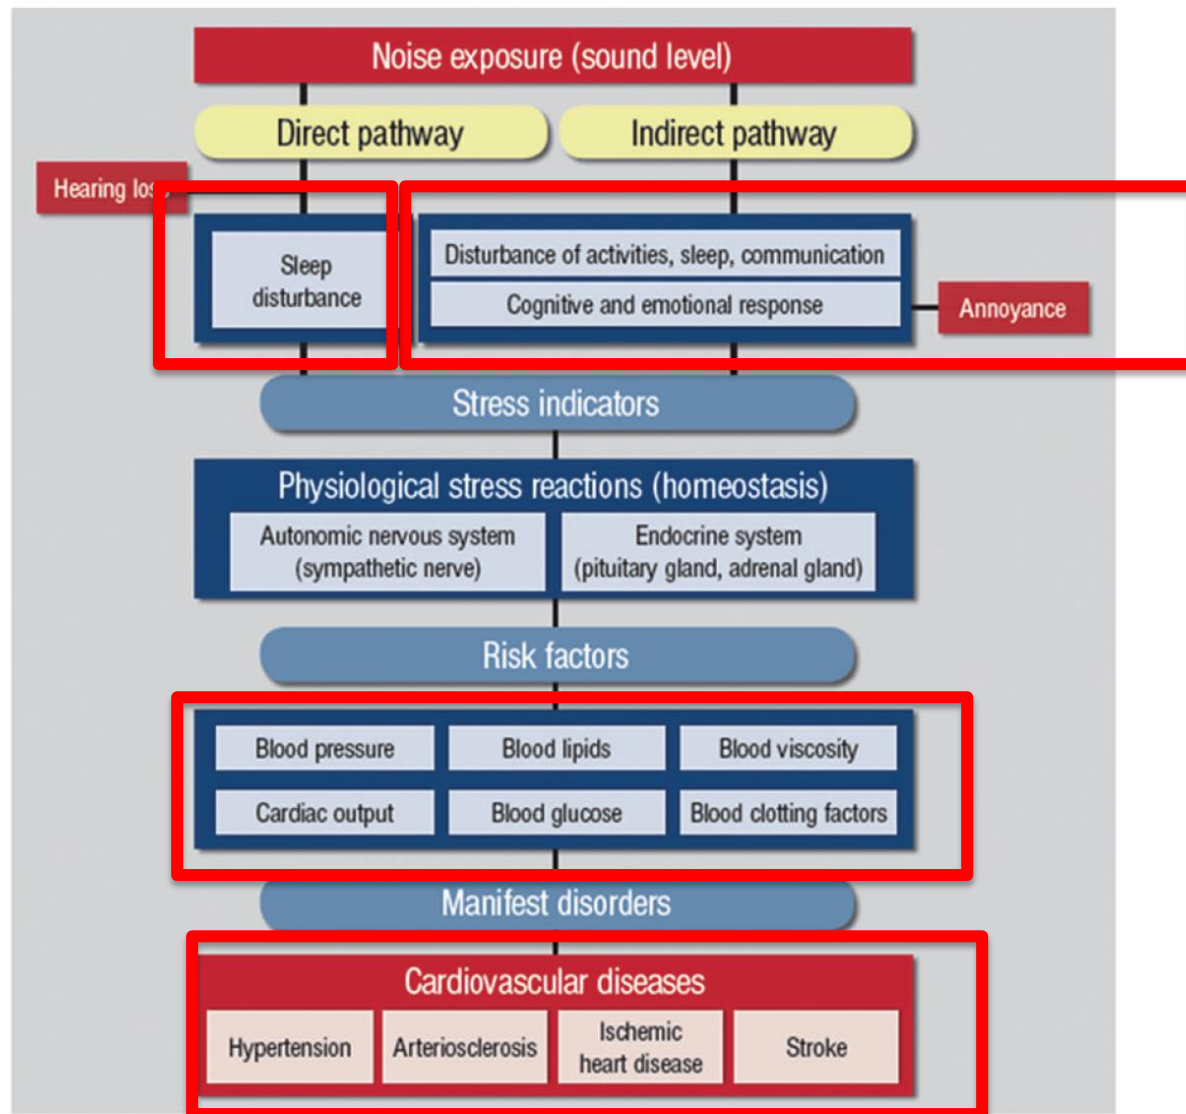 Noise exposure (sound level)
Direct pathway
Indirect pathway
Hearing loss
Sleep
disturbance
Disturbance of activities, sleep, communication
Cognitive and emotional response
Annoyance
Stress indicators
Physiological stress reactions (homeostasis)
Autonomic nervous system
(sympathetic nerve)
Endocrine system
(pituitary gland, adrenal gland)
Risk factors
Blood pressure
Blood lipids
Blood viscosity
Cardiac output
Blood glucose
Blood clotting factors
Manifest disorders
Cardiovascular diseases
Hypertension
Arteriosclerosis
Ischemic
heart disease
Stroke